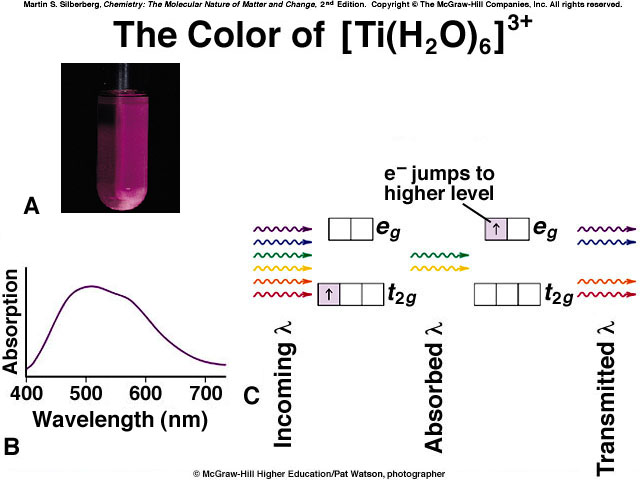 Martin S. Silberberg, Chemistry: The Molecular Nature of Matter and Change, 2nd Edition. Copyright © The McGraw-Hill Companies, Inc. All rights reserved.
The Color of [Ti(H₂O)₆]³⁺
A
e⁻ jumps to
higher level
↑ e_g
e_g
↑ t₂g
t₂g
Absorption
400 500 600 700
Wavelength (nm)
B
C
Incoming λ
Absorbed λ
Transmitted λ
© McGraw-Hill Higher Education/Pat Watson, photographer